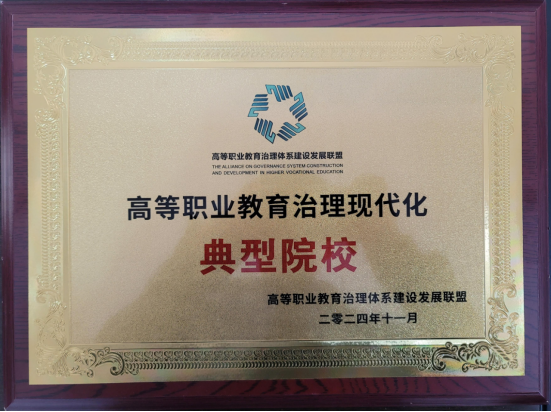 高等职业教育治理体系建设发展联盟
THE ALLIANCE ON GOVERNANCE SYSTEM CONSTRUCTION
AND DEVELOPMENT IN HIGHER VOCATIONAL EDUCATION
高等职业教育治理现代化
典型院校
高等职业教育治理体系建设发展联盟
二零二四年十一月